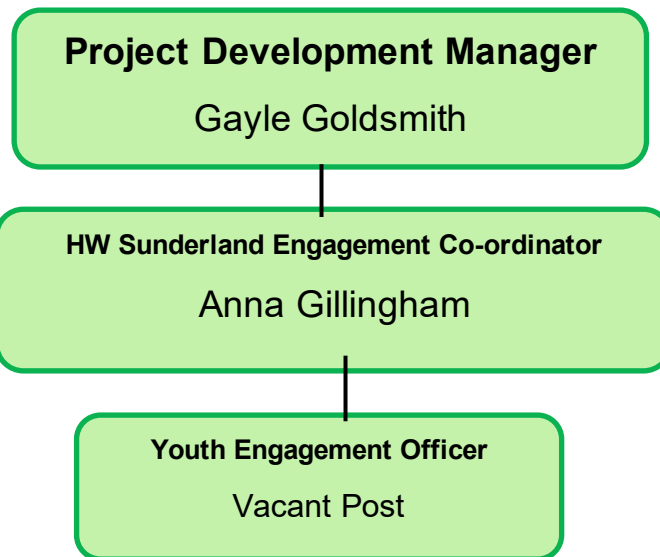 Project Development Manager
Gayle Goldsmith
HW Sunderland Engagement Co-ordinator
Anna Gillingham
Youth Engagement Officer
Vacant Post